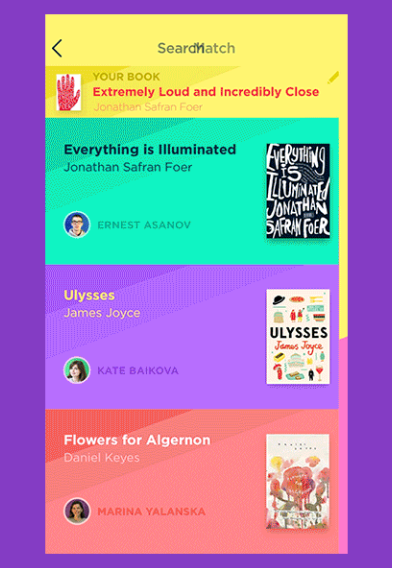 Search Match
YOUR BOOK
Extremely Loud and Incredibly Close
Jonathan Safran Foer
Everything is Illuminated
Jonathan Safran Foer
ERNEST ASANOV
EVERYTHING
IS
ILLUMINATED
JONATHAN
SAFRAN FOER
Ulysses
James Joyce
KATE BAIKOVA
ULYSSES
James Joyce
Flowers for Algernon
Daniel Keyes
MARINA YALANSKA